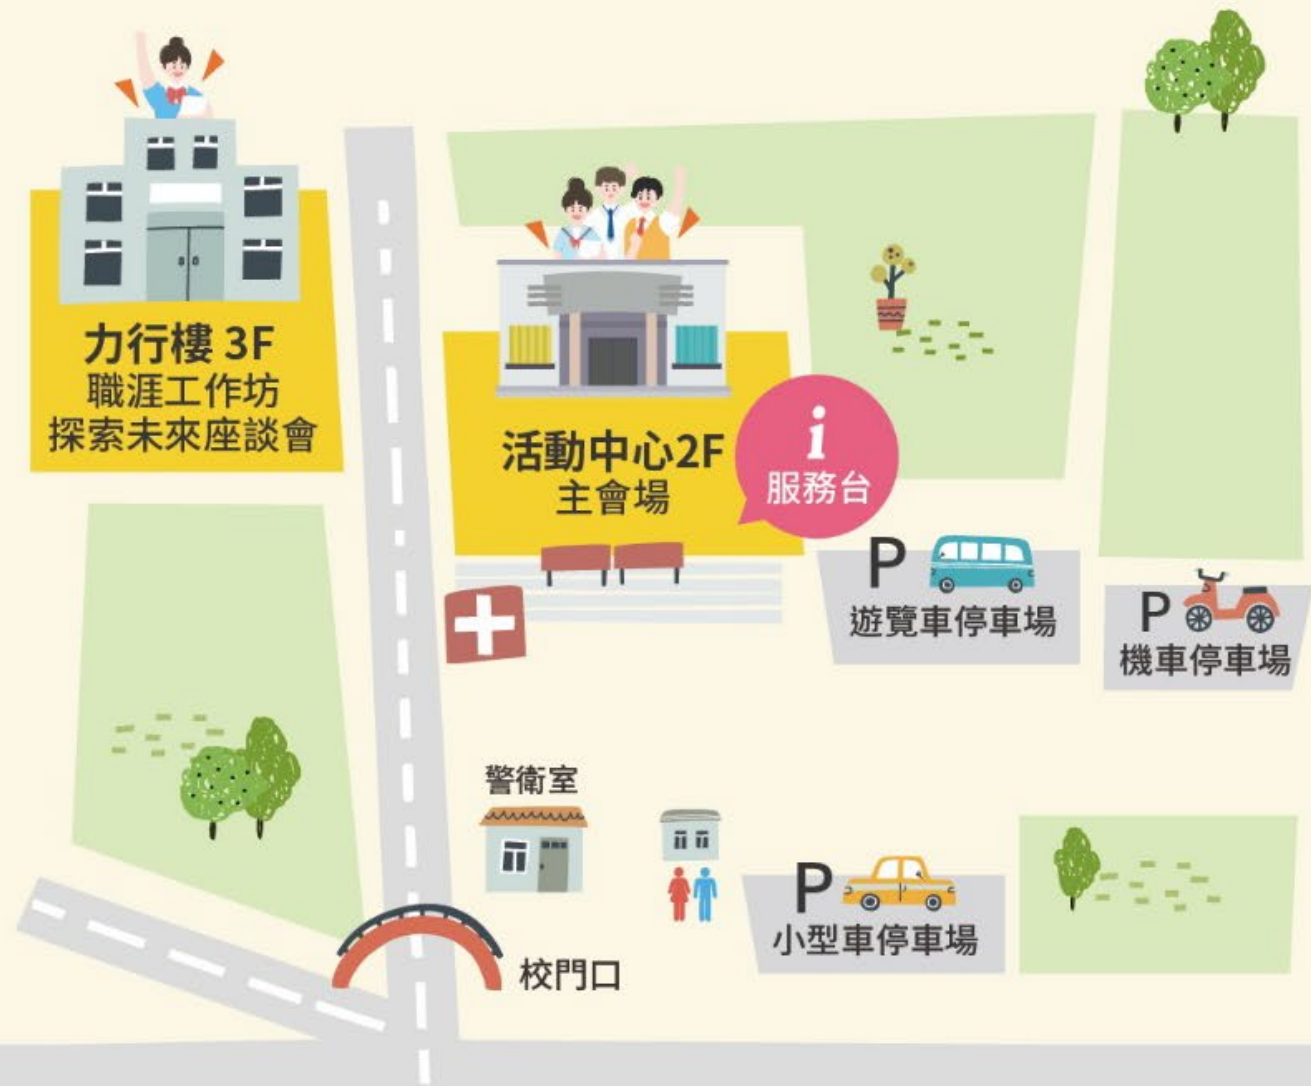 力行樓 3F
職涯工作坊
探索未來座談會
活動中心2F
主會場
i
服務台
P
遊覽車停車場
P
機車停車場
警衛室
P
小型車停車場
校門口